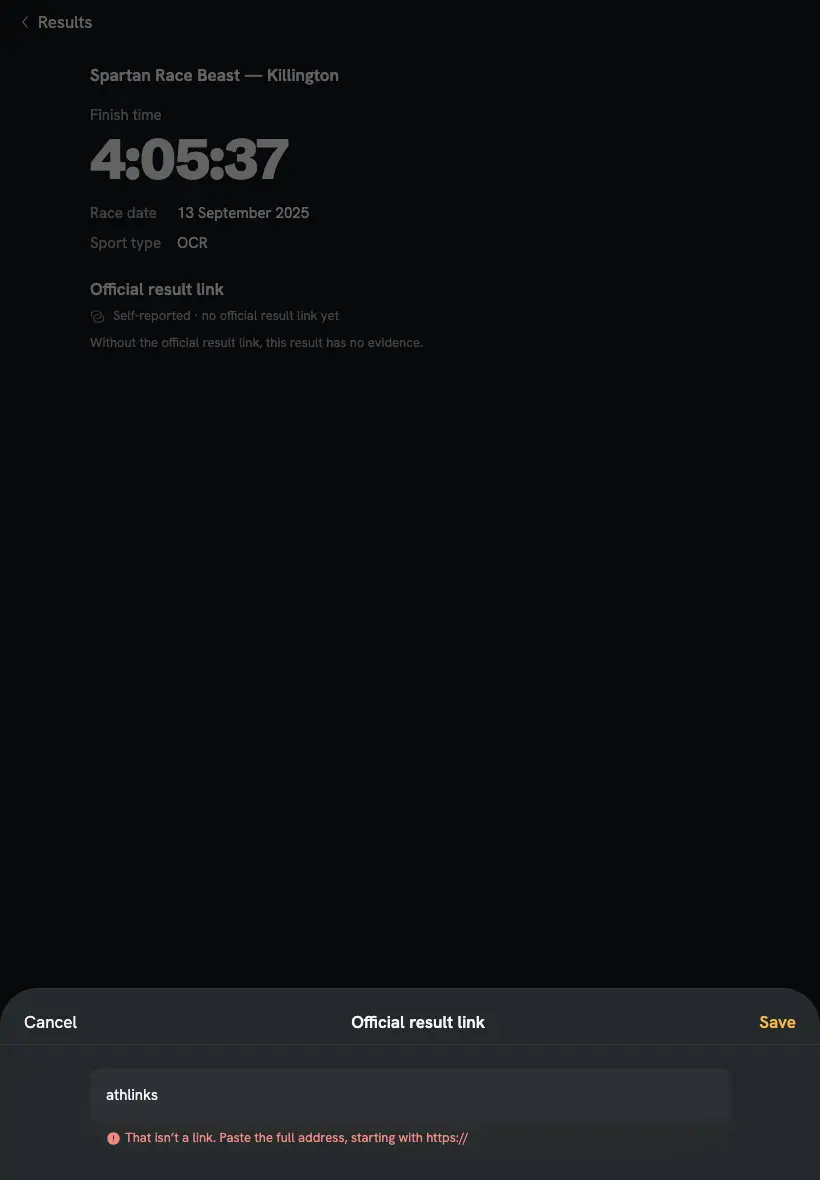 Results
Spartan Race Beast — Killington
Finish time
4:05:37
Race date 13 September 2025
Sport type OCR
Official result link
Self-reported · no official result link yet
Without the official result link, this result has no evidence.
Cancel Official result link Save
athlinks
That isn’t a link. Paste the full address, starting with https://